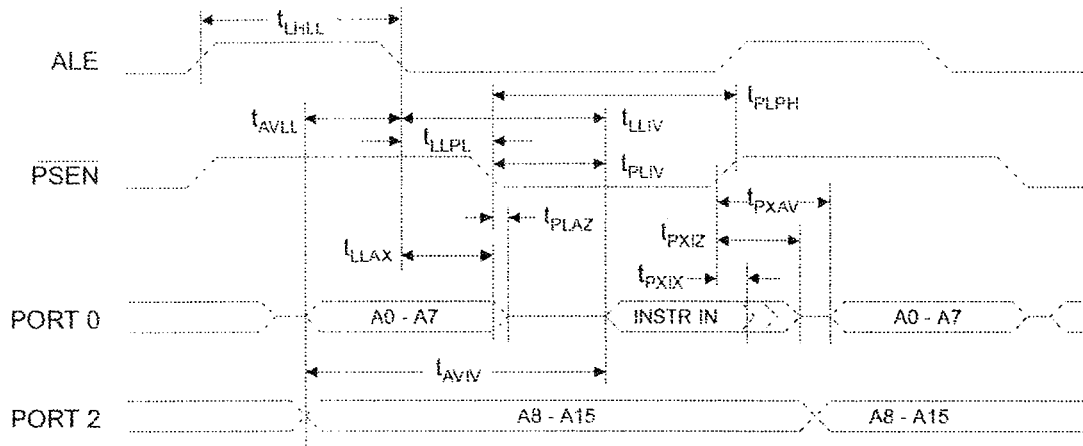 tLHLL
ALE
tPLPH
tAVLL
tLLIV
tLLPL
PSEN
tPLIV
tPXAV
tPLAZ
tPXIZ
tLLAX
tPXIX
PORT 0
A0 - A7
INSTR IN
A0 - A7
tAVIV
PORT 2
A8 - A15
A8 - A15